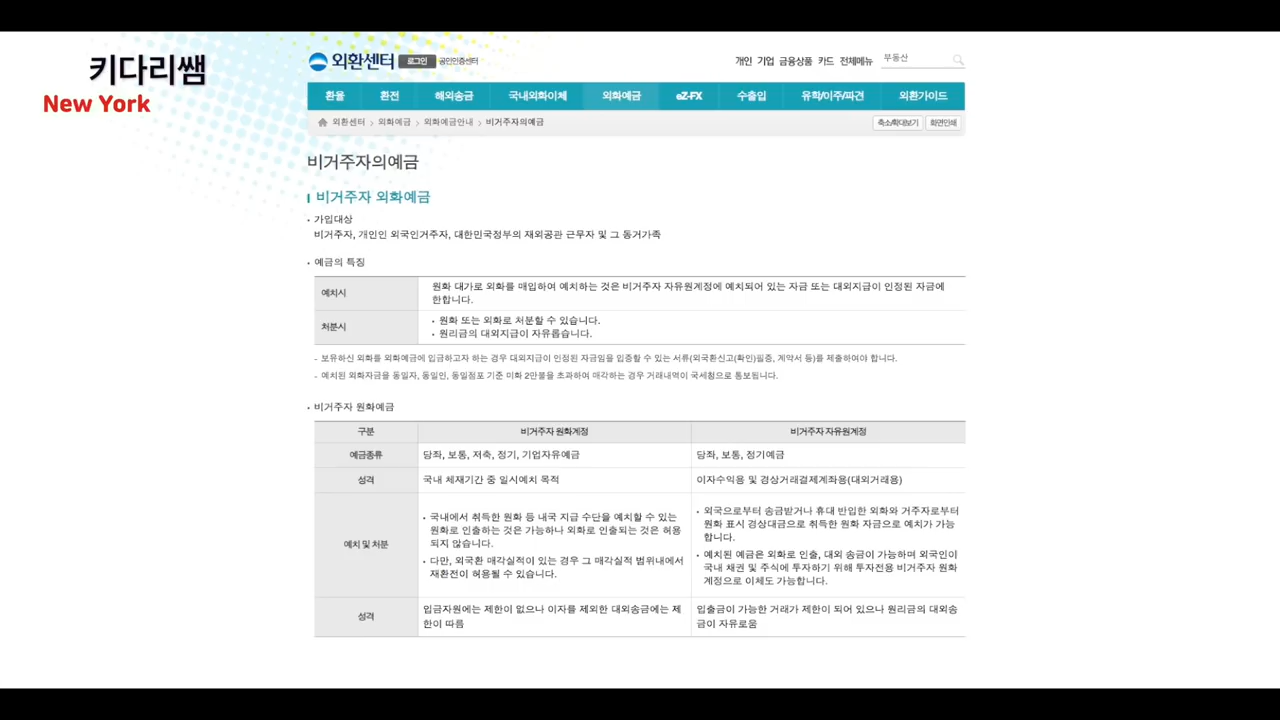 키다리쌤
New York
외환센터 로그인 공인인증센터
개인 기업 금융상품 카드 전체메뉴 부동산
환율 환전 해외송금 국내외화이체 외화예금 eZ-FX 수출입 유학/이주/파견 외환가이드
외환센터 > 외화예금 > 외화예금안내 > 비거주자의예금
축소/확대보기 화면인쇄
비거주자의예금
비거주자 외화예금
• 가입대상
비거주자, 개인인 외국인거주자, 대한민국정부의 재외공관 근무자 및 그 동거가족
• 예금의 특징
예치시
원화 대가로 외화를 매입하여 예치하는 것은 비거주자 자유원계정에 예치되어 있는 자금 또는 대외지급이 인정된 자금에
한합니다.
처분시
• 원화 또는 외화로 처분할 수 있습니다.
• 원리금의 대외지급이 자유롭습니다.
- 보유하신 외화를 외화예금에 입금하고자 하는 경우 대외지급이 인정된 자금임을 입증할 수 있는 서류(외국환신고(확인)필증, 계약서 등)를 제출하여야 합니다.
- 예치된 외화자금을 동일자, 동일인, 동일점포 기준 미화 2만불을 초과하여 매각하는 경우 거래내역이 국세청으로 통보됩니다.
• 비거주자 원화예금
구분 비거주자 원화계정 비거주자 자유원계정
예금종류 당좌, 보통, 저축, 정기, 기업자유예금 당좌, 보통, 정기예금
성격 국내 체재기간 중 일시예치 목적 이자수익용 및 경상거래결제계좌용(대외거래용)
예치 및 처분
• 국내에서 취득한 원화 등 내국 지급 수단을 예치할 수 있는
원화로 인출하는 것은 가능하나 외화로 인출되는 것은 허용
되지 않습니다.
• 다만, 외국환 매각실적이 있는 경우 그 매각실적 범위내에서
재환전이 허용될 수 있습니다.
• 외국으로부터 송금받거나 휴대 반입한 외화와 거주자로부터
원화 표시 경상대금으로 취득한 원화 자금으로 예치가 가능
합니다.
• 예치된 예금은 외화로 인출, 대외 송금이 가능하며 외국인이
국내 채권 및 주식에 투자하기 위해 투자전용 비거주자 원화
계정으로 이체도 가능합니다.
성격
입금자원에는 제한이 없으나 이자를 제외한 대외송금에는 제
한이 따름
입출금이 가능한 거래가 제한이 되어 있으나 원리금의 대외송
금이 자유로움